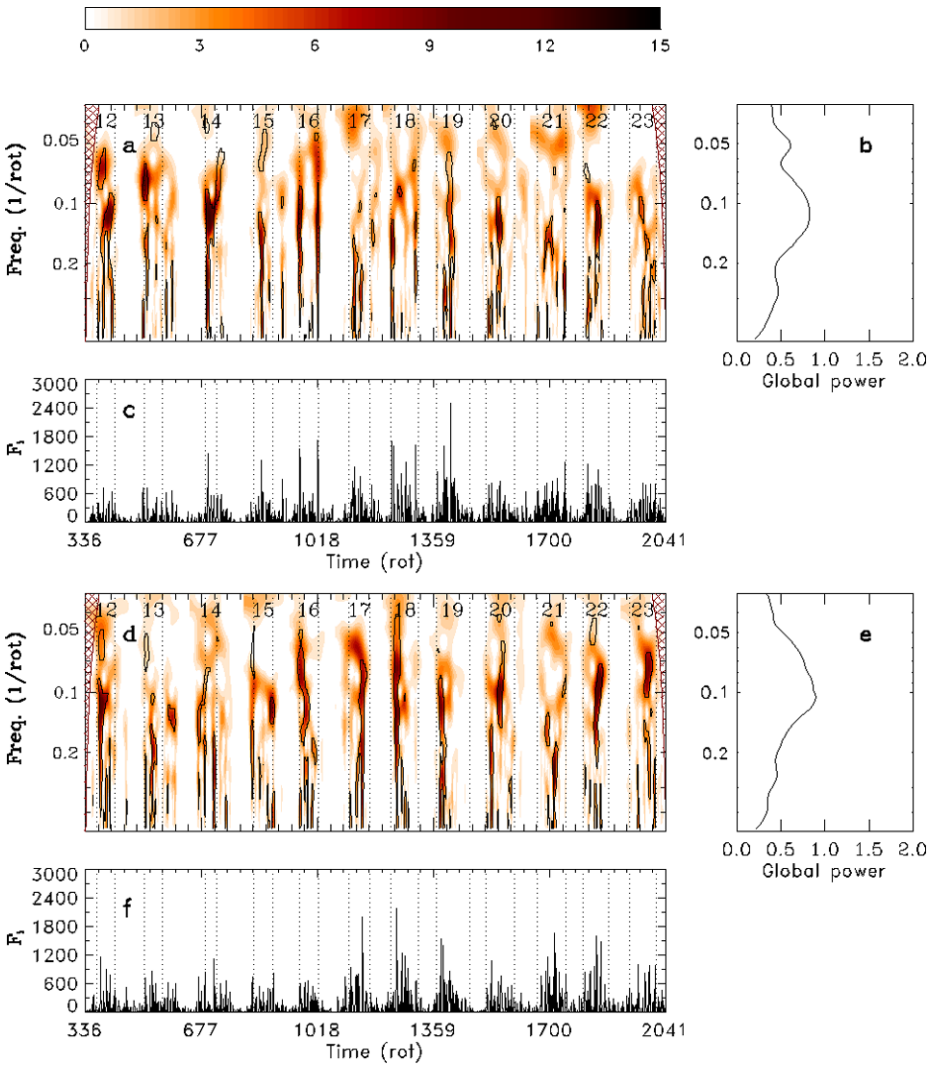 0 3 6 9 12 15
12 13 14 15 16 17 18 19 20 21 22 23
a
0.05
0.1
0.2
Freq. (1/rot)
b
0.05
0.1
0.2
0.0 0.5 1.0 1.5 2.0
Global power
c
3000
2400
1800
1200
600
0
F_i
336 677 1018 1359 1700 2041
Time (rot)
12 13 14 15 16 17 18 19 20 21 22 23
d
0.05
0.1
0.2
Freq. (1/rot)
e
0.05
0.1
0.2
0.0 0.5 1.0 1.5 2.0
Global power
f
3000
2400
1800
1200
600
0
F_i
336 677 1018 1359 1700 2041
Time (rot)